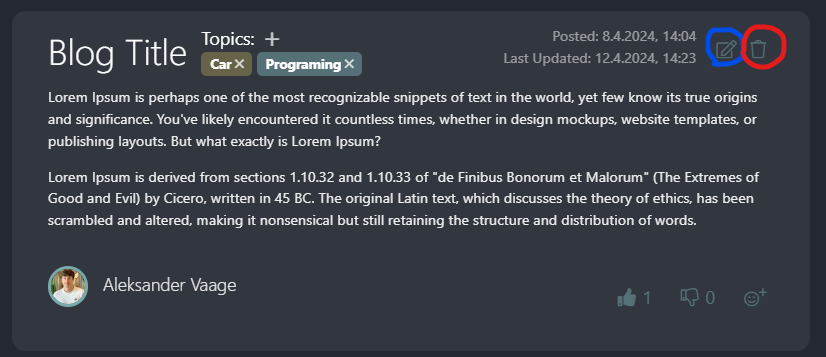 Blog Title
Topics: +
Car ×
Programing ×
Posted: 8.4.2024, 14:04
Last Updated: 12.4.2024, 14:23
Lorem Ipsum is perhaps one of the most recognizable snippets of text in the world, yet few know its true origins
and significance. You've likely encountered it countless times, whether in design mockups, website templates, or
publishing layouts. But what exactly is Lorem Ipsum?
Lorem Ipsum is derived from sections 1.10.32 and 1.10.33 of "de Finibus Bonorum et Malorum" (The Extremes of
Good and Evil) by Cicero, written in 45 BC. The original Latin text, which discusses the theory of ethics, has been
scrambled and altered, making it nonsensical but still retaining the structure and distribution of words.
Aleksander Vaage
1
0